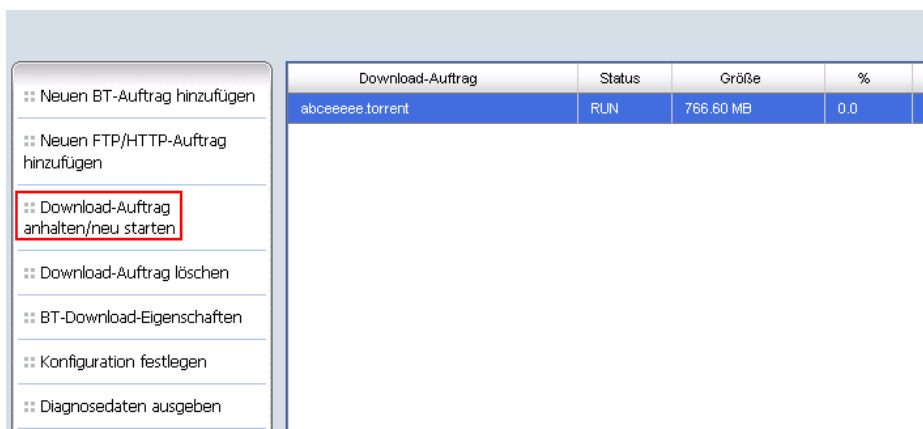 Neuen BT-Auftrag hinzufügen
Neuen FTP/HTTP-Auftrag
hinzufügen
Download-Auftrag
anhalten/neu starten
Download-Auftrag löschen
BT-Download-Eigenschaften
Konfiguration festlegen
Diagnosedaten ausgeben
Download-Auftrag Status Größe %
abceeeee.torrent RUN 766.60 MB 0.0